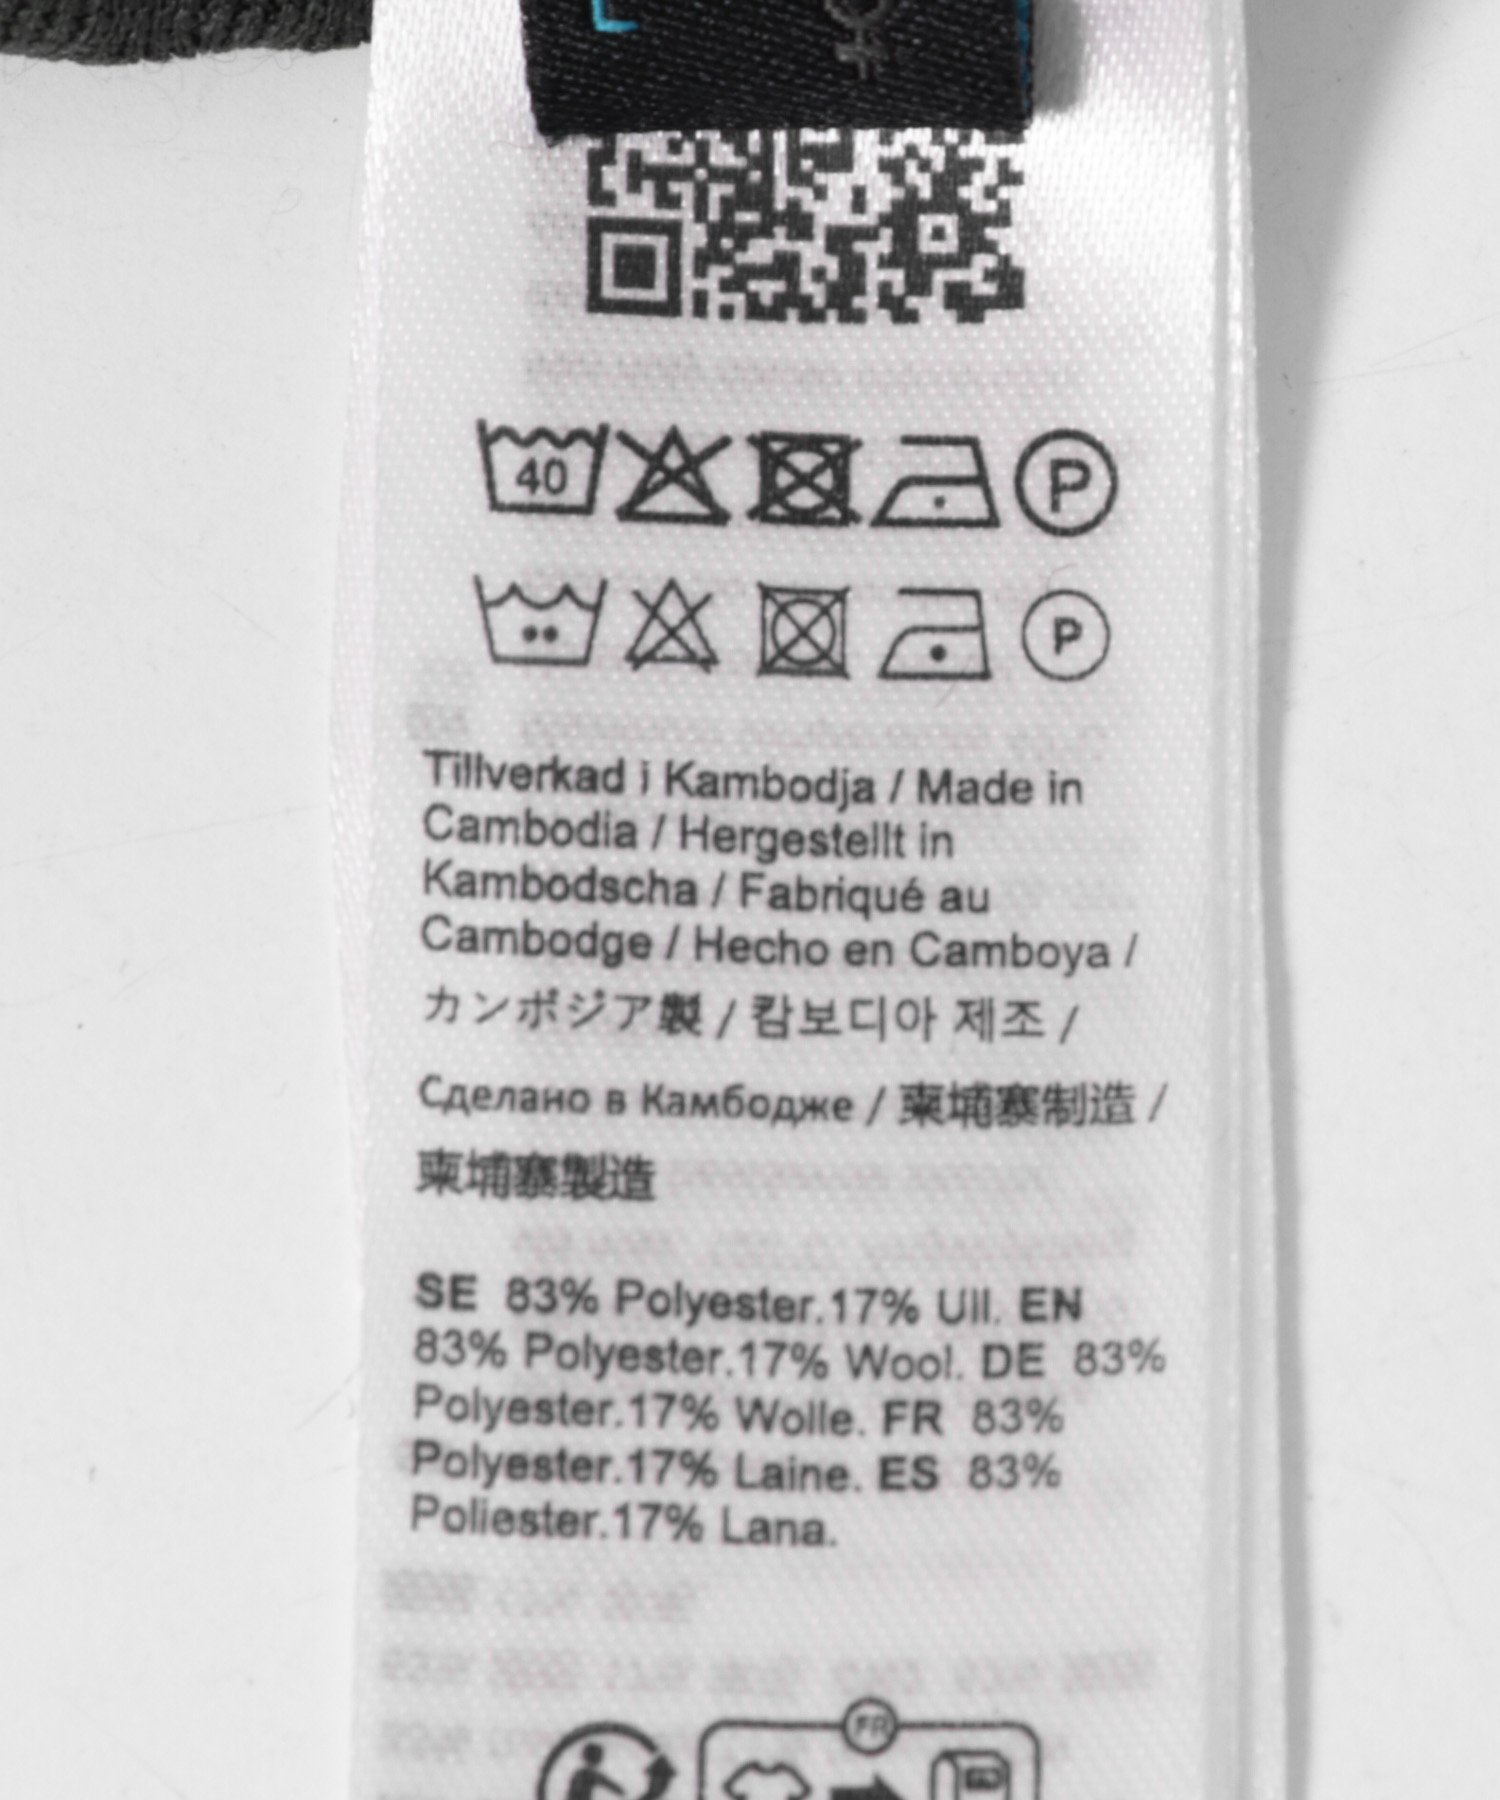 L
40
P
P
Tillverkad i Kambodja / Made in
Cambodia / Hergestellt in
Kambodscha / Fabriqué au
Cambodge / Hecho en Camboya /
カンボジア製 / 캄보디아 제조 /
Сделано в Камбодже / 柬埔寨制造 /
柬埔寨製造
SE 83% Polyester.17% Ull. EN
83% Polyester.17% Wool. DE 83%
Polyester.17% Wolle. FR 83%
Polyester.17% Laine. ES 83%
Poliester.17% Lana.
FR